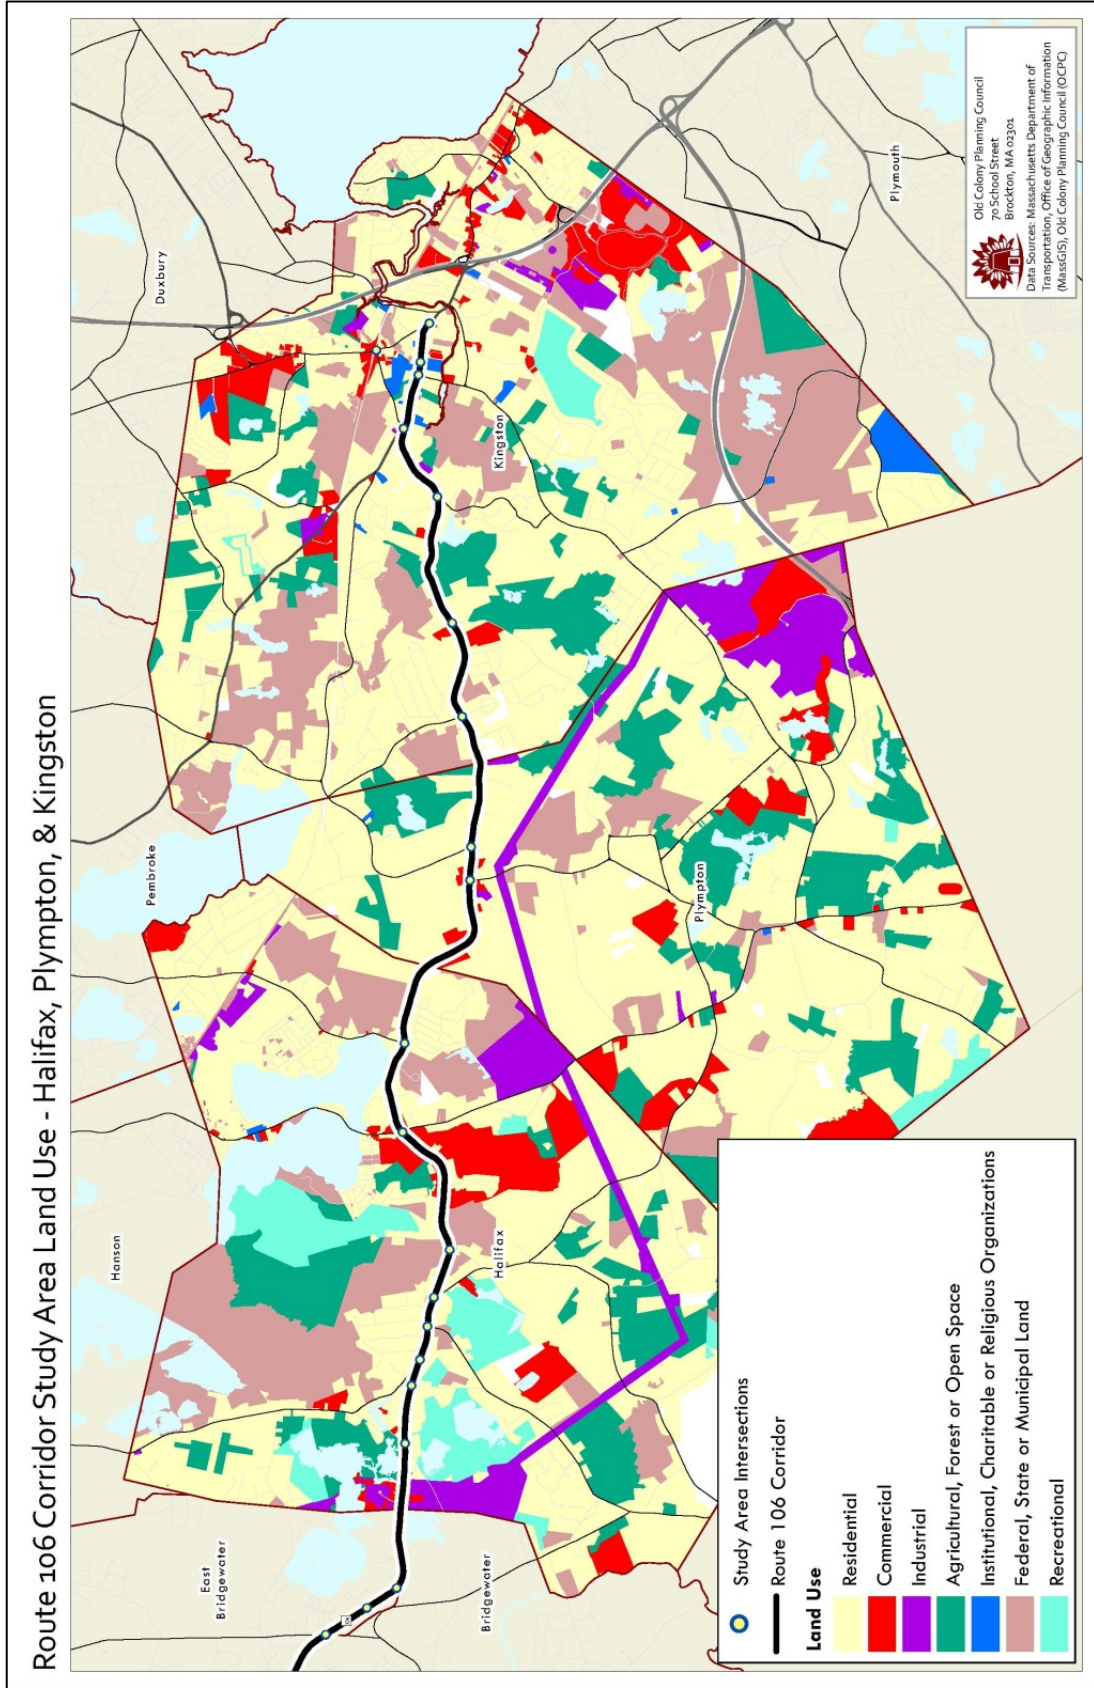 Route 106 Corridor Study Area Land Use - Halifax, Plympton, & Kingston
East
Bridgewater
Bridgewater
Hanson
Halifax
Pembroke
Plympton
Kingston
Duxbury
Plymouth
Study Area Intersections
Route 106 Corridor
Land Use
Residential
Commercial
Industrial
Agricultural, Forest or Open Space
Institutional, Charitable or Religious Organizations
Federal, State or Municipal Land
Recreational
Old Colony Planning Council
70 School Street
Brockton, MA 02301
Data Sources: Massachusetts Department of
Transportation, Office of Geographic Information
(MassGIS), Old Colony Planning Council (OCPC)